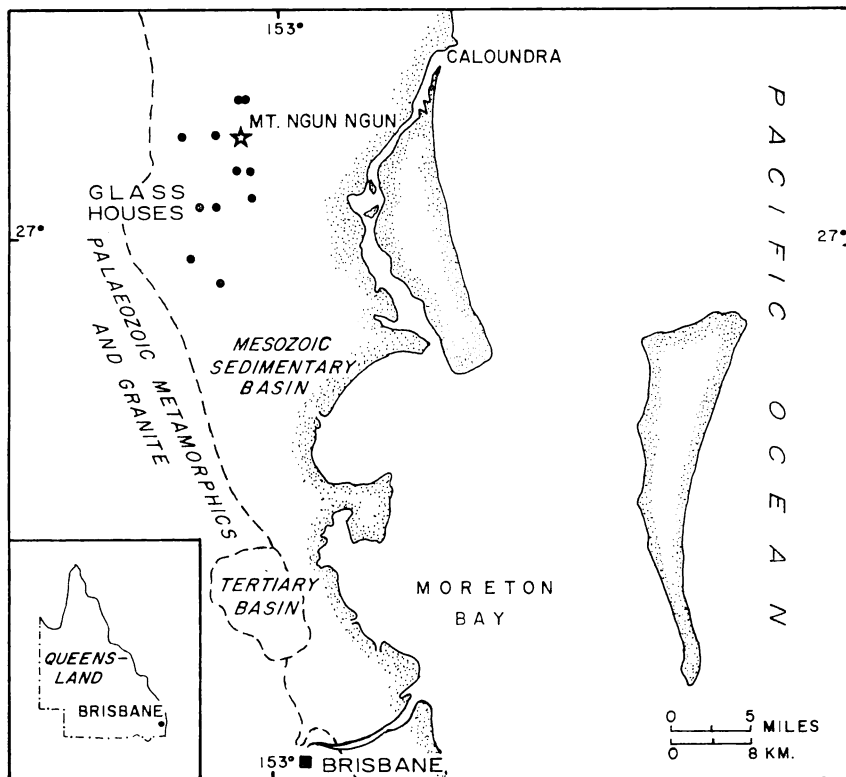 153°
CALOUNDRA
MT. NGUN NGUN
GLASS
HOUSES
27°
27°
PALAEOZOIC METAMORPHICS
AND GRANITE
MESOZOIC
SEDIMENTARY
BASIN
PACIFIC OCEAN
TERTIARY
BASIN
MORETON
BAY
QUEENS-
LAND
BRISBANE
0 5 MILES
0 8 KM.
153°
BRISBANE